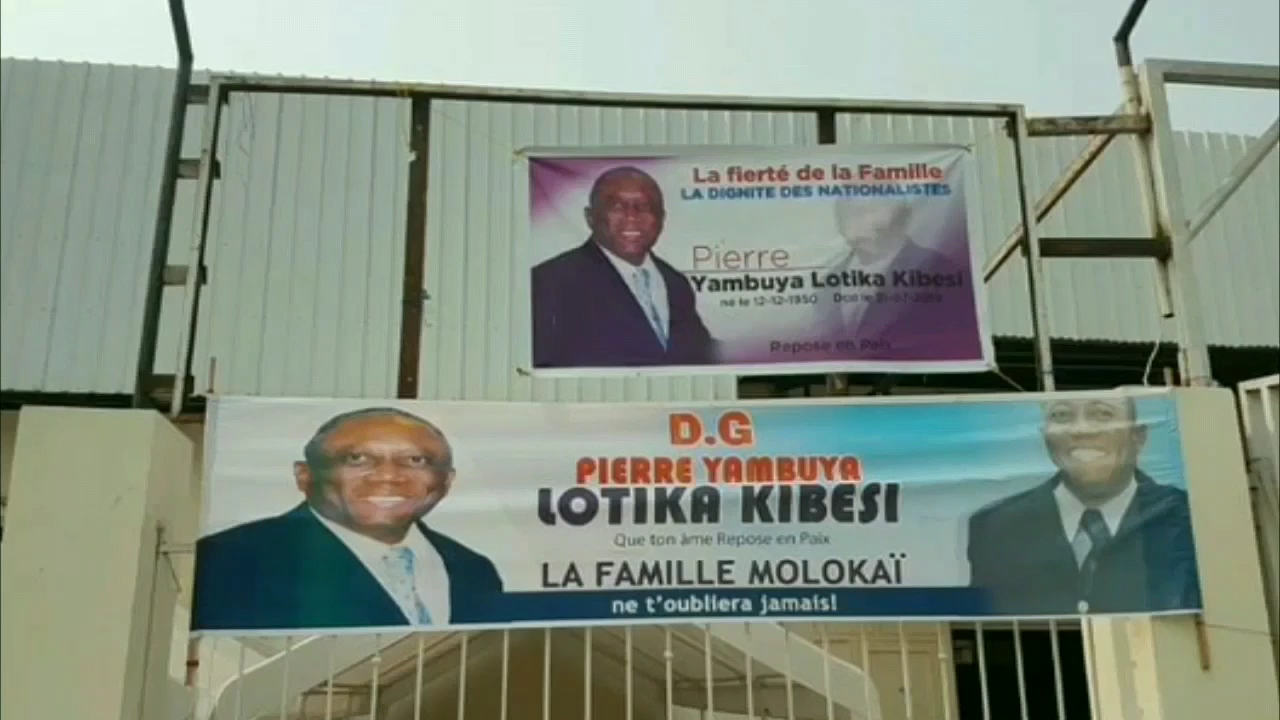 La fierté de la Famille
LA DIGNITE DES NATIONALISTES
Pierre
Yambuya Lotika Kibesi
né le 12-12-1950
Repose en Paix
D.G
PIERRE YAMBUYA
LOTIKA KIBESI
Que ton âme Repose en Paix
LA FAMILLE MOLOKAÏ
ne t'oubliera jamais!